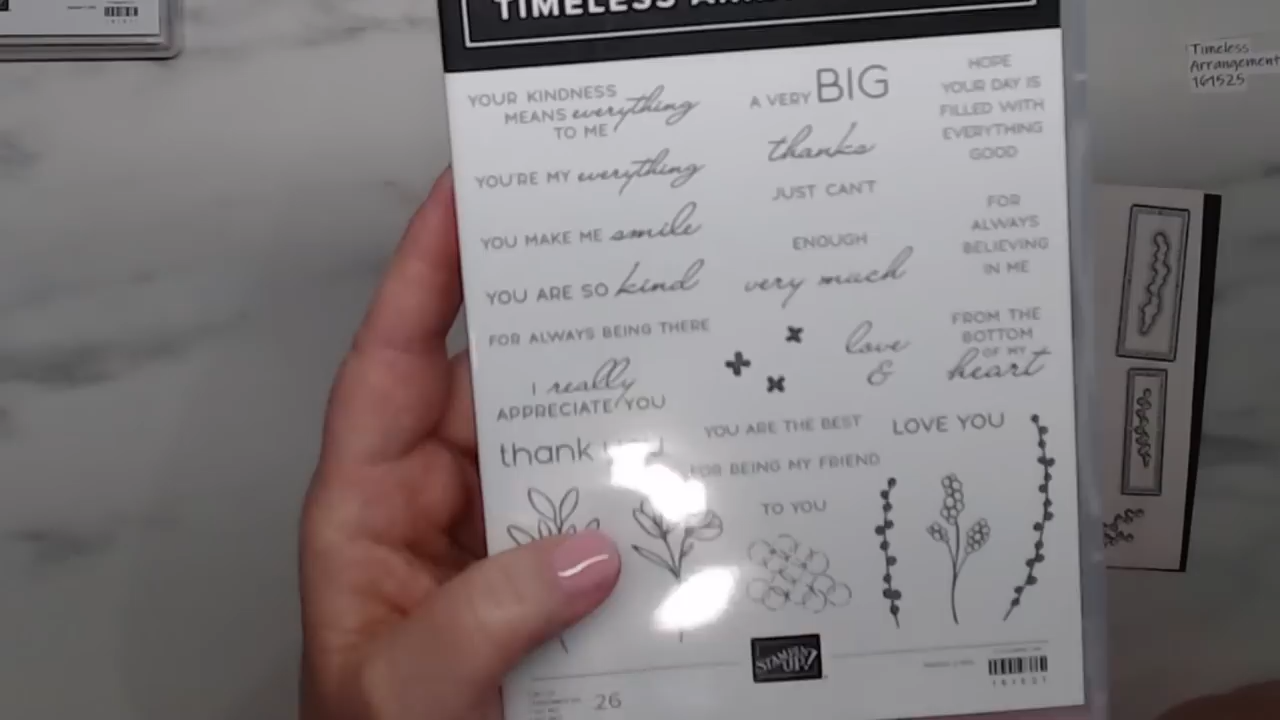 TIMELESS
Timeless
Arrangement
161525
YOUR KINDNESS
MEANS everything
TO ME
YOU'RE MY everything
YOU MAKE ME smile
YOU ARE SO kind
FOR ALWAYS BEING THERE
I really
APPRECIATE YOU
thank you
A VERY BIG
thanks
JUST CAN'T
ENOUGH
very much
love
&
YOU ARE THE BEST
FOR BEING MY FRIEND
TO YOU
HOPE
YOUR DAY IS
FILLED WITH
EVERYTHING
GOOD
FOR
ALWAYS
BELIEVING
IN ME
FROM THE
BOTTOM
OF MY
heart
LOVE YOU
STAMPIN' UP!
26